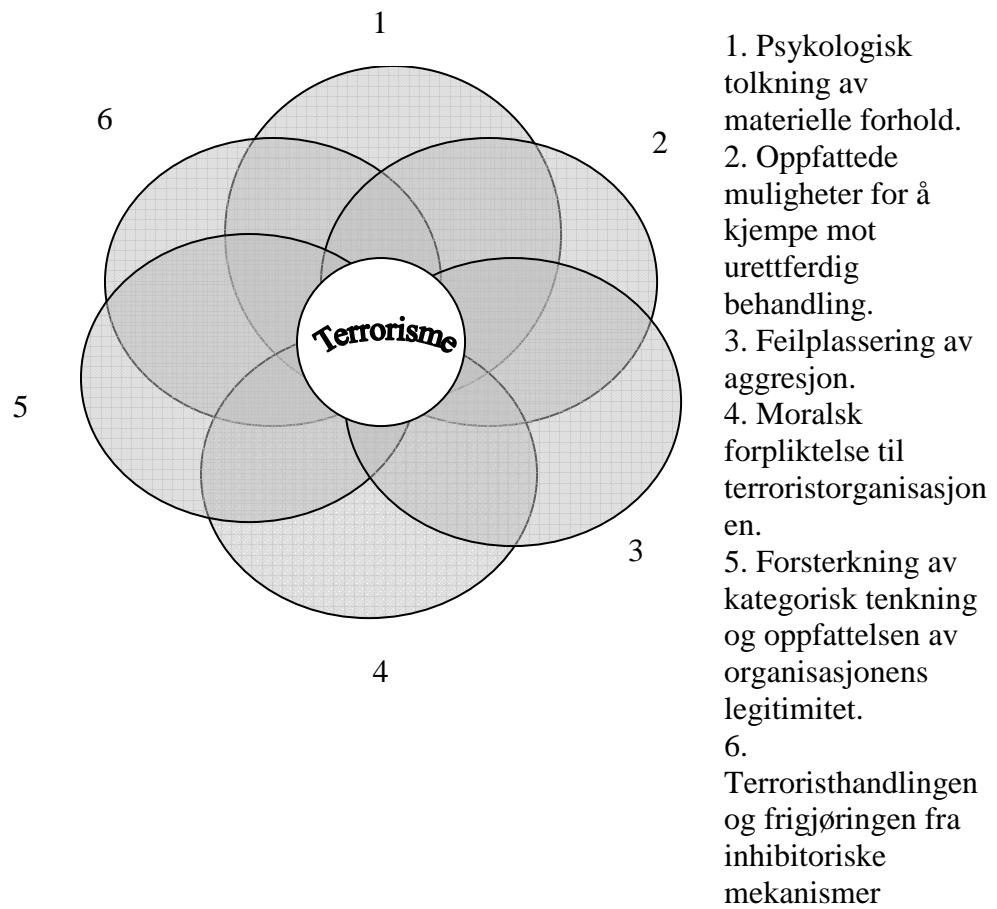 1
6
2
Terrorisme
5
3
4
1. Psykologisk
tolkning av
materielle forhold.
2. Oppfattede
muligheter for å
kjempe mot
urettferdig
behandling.
3. Feilplassering av
aggresjon.
4. Moralsk
forpliktelse til
terroristorganisasjon
en.
5. Forsterkning av
kategorisk tenkning
og oppfattelsen av
organisasjonens
legitimitet.
6.
Terroristhandlingen
og frigjøringen fra
inhibitoriske
mekanismer